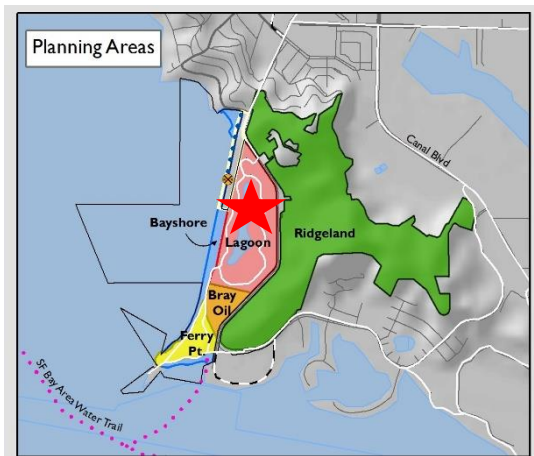 Planning Areas
Canal Blvd
Bayshore
Lagoon
Ridgeland
Bray
Oil
Ferry
Pt.
SF Bay Area Water Trail